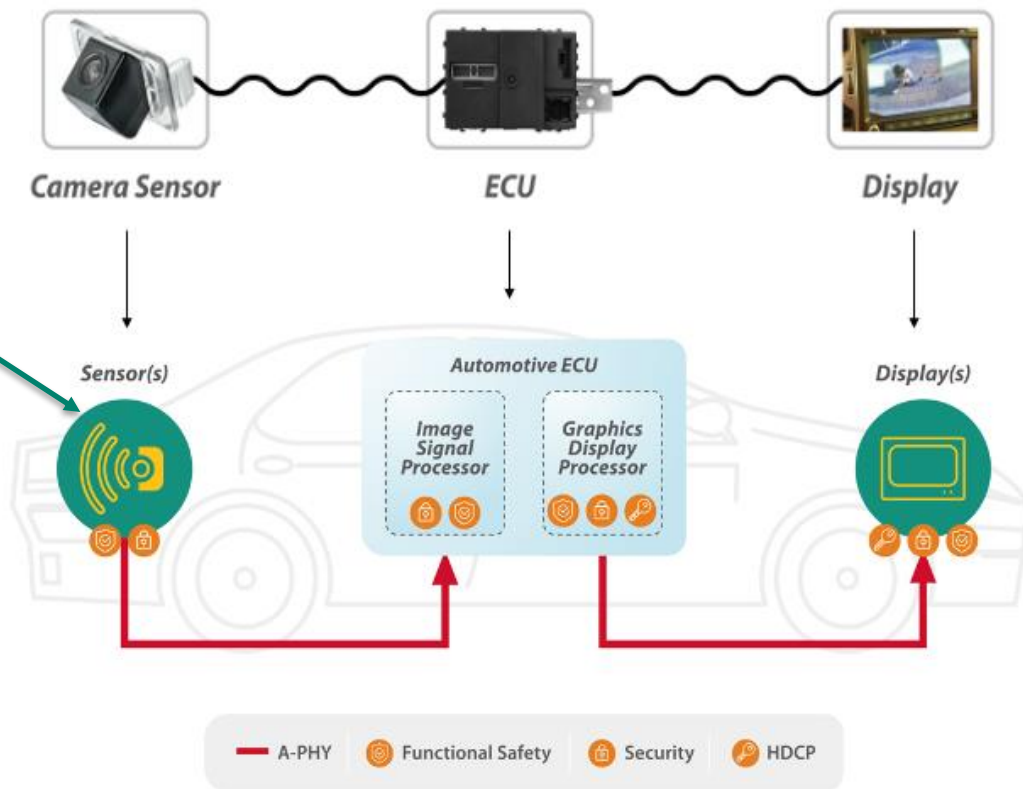 Camera Sensor
ECU
Display
Sensor(s)
Automotive ECU
Display(s)
Image
Signal
Processor
Graphics
Display
Processor
A-PHY
Functional Safety
Security
HDCP